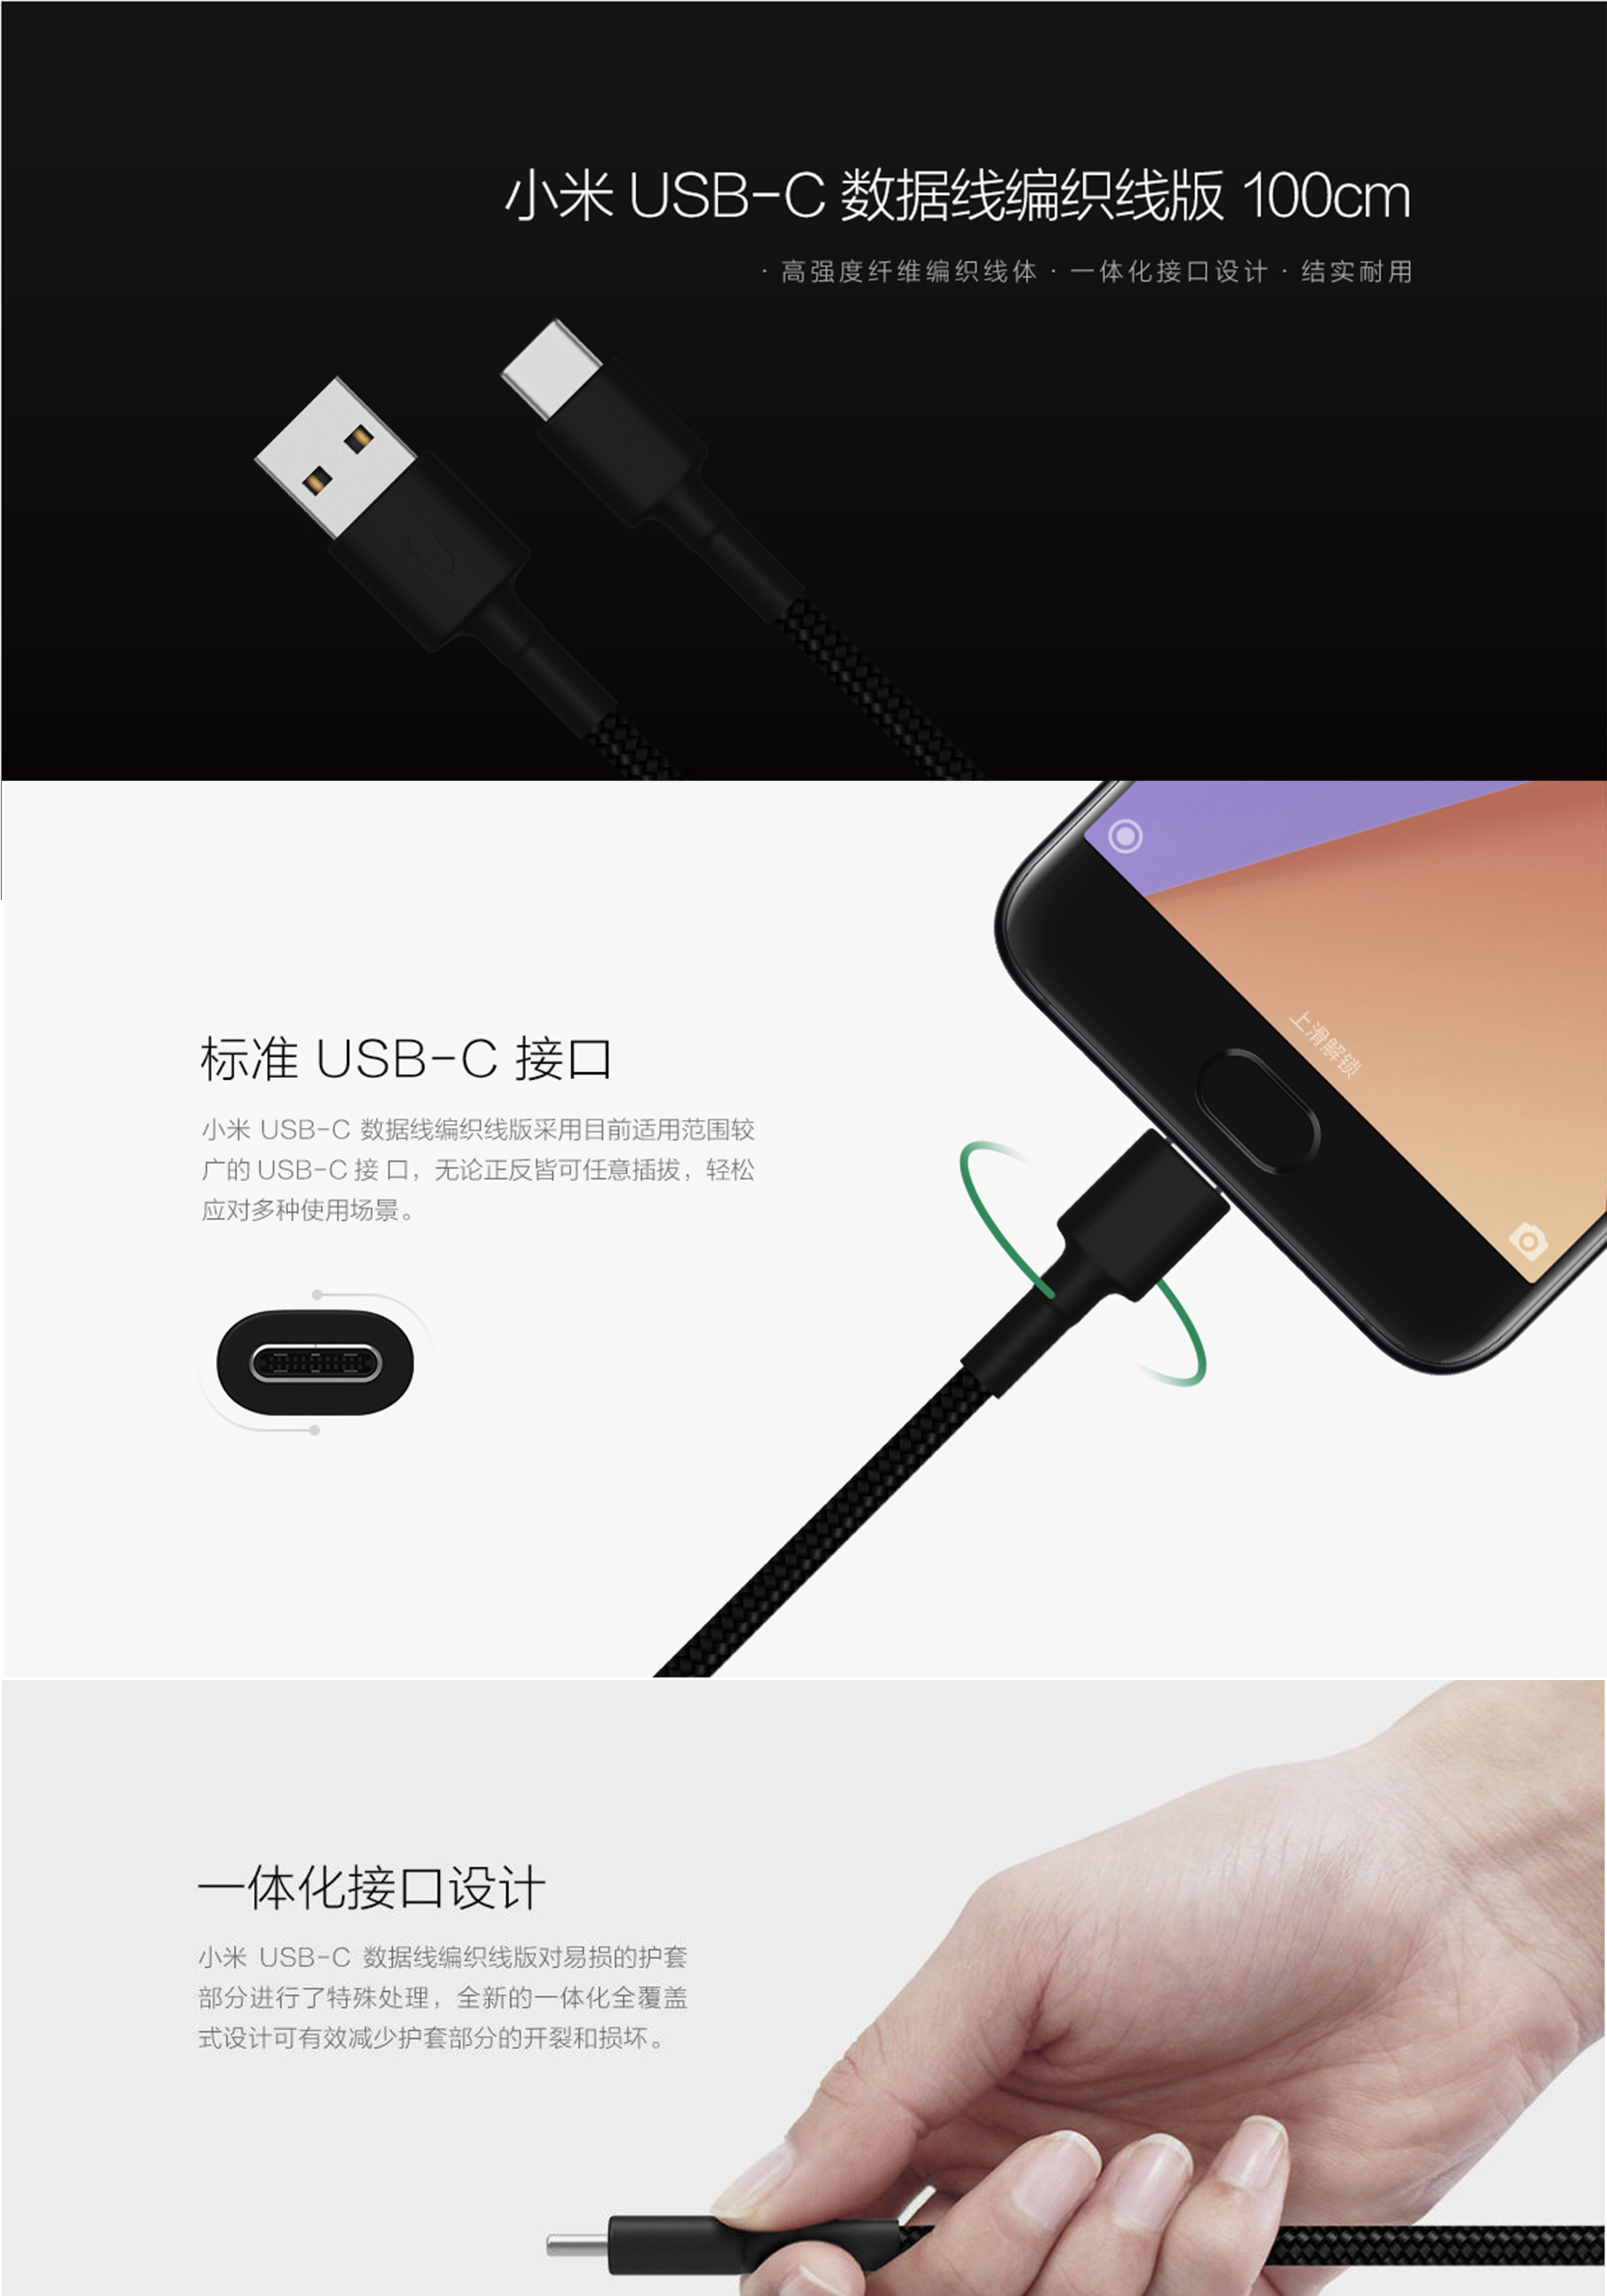 小米 USB-C 数据线编织线版 100cm
· 高强度纤维编织线体 · 一体化接口设计 · 结实耐用
上滑解锁
标准 USB-C 接口
小米 USB-C 数据线编织线版采用目前适用范围较
广的 USB-C 接 口，无论正反皆可任意插拔，轻松
应对多种使用场景。
一体化接口设计
小米 USB-C 数据线编织线版对易损的护套
部分进行了特殊处理，全新的一体化全覆盖
式设计可有效减少护套部分的开裂和损坏。